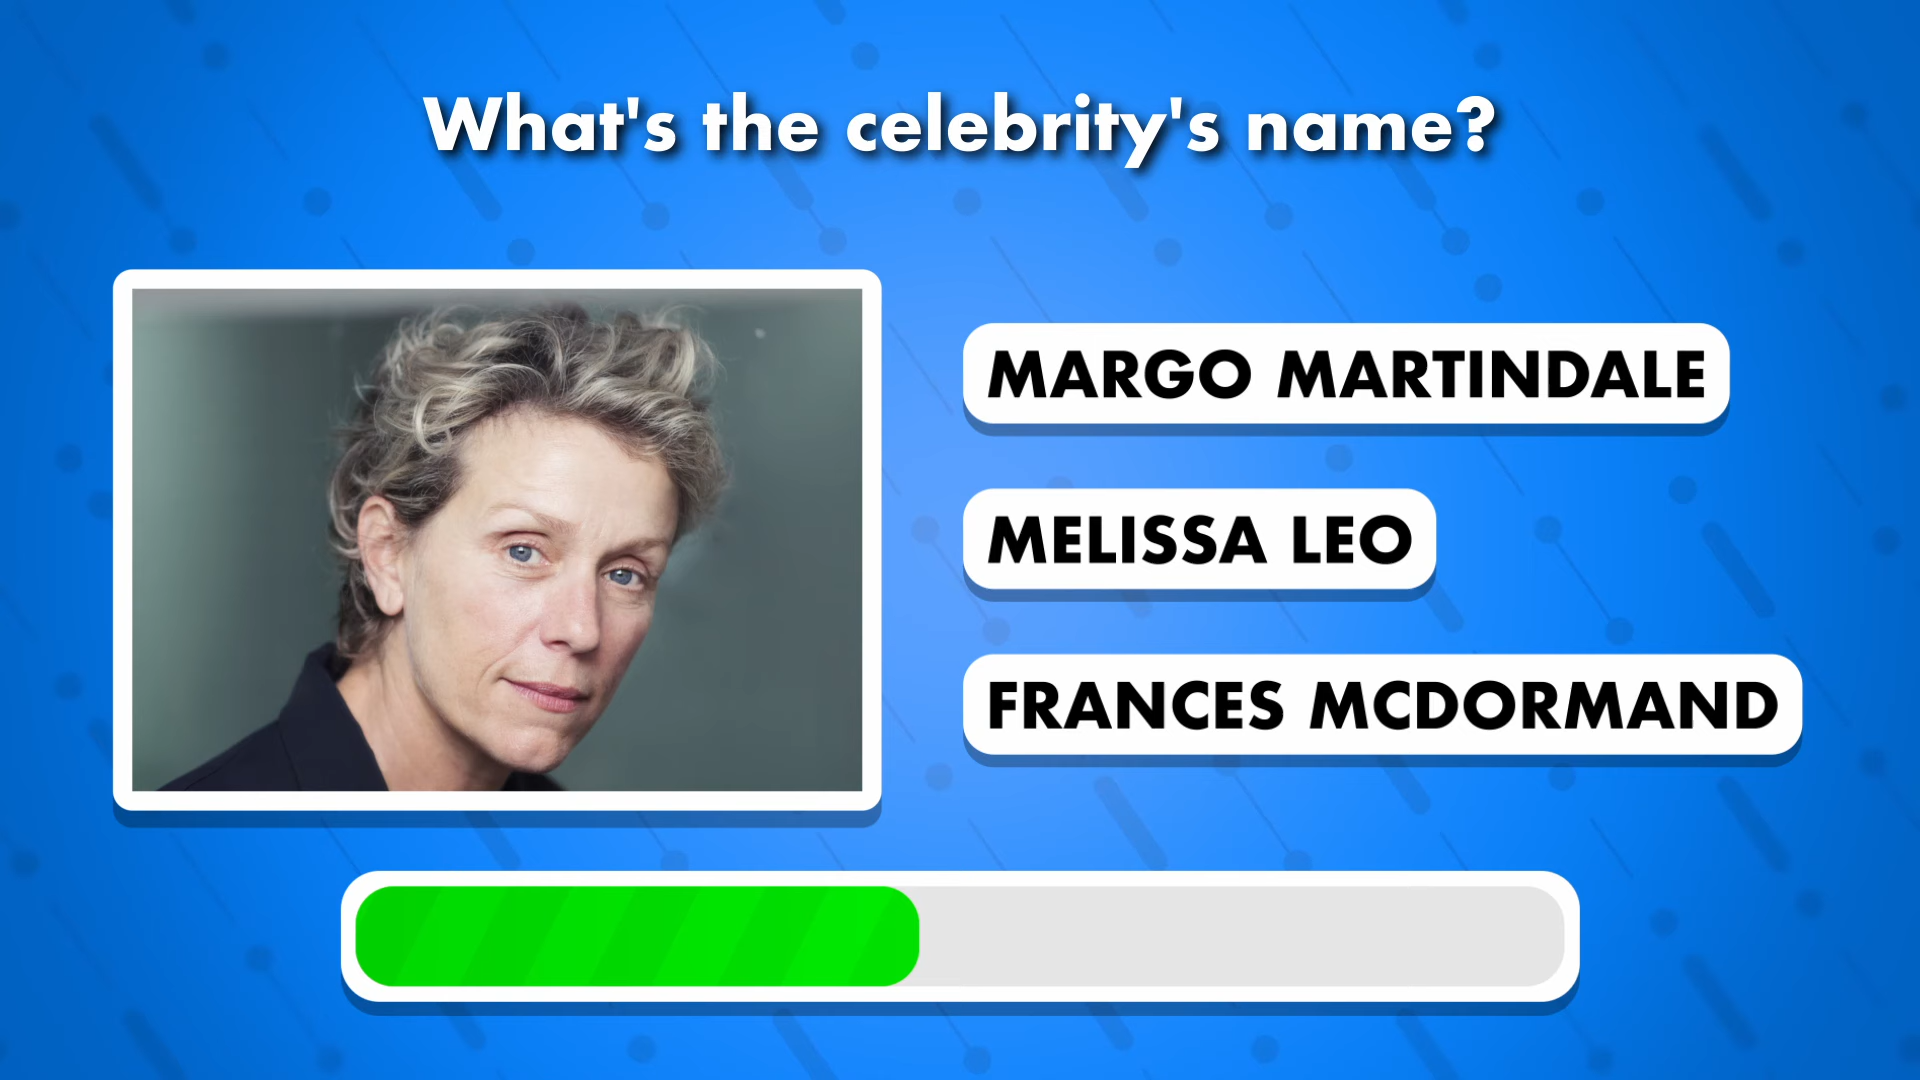 What's the celebrity's name?
MARGO MARTINDALE
MELISSA LEO
FRANCES MCDORMAND